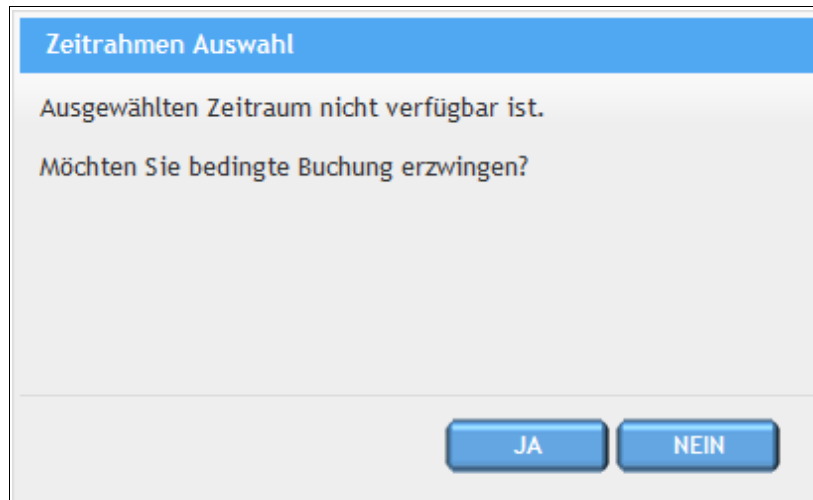 Zeitrahmen Auswahl
Ausgewählten Zeitraum nicht verfügbar ist.
Möchten Sie bedingte Buchung erzwingen?
JA NEIN